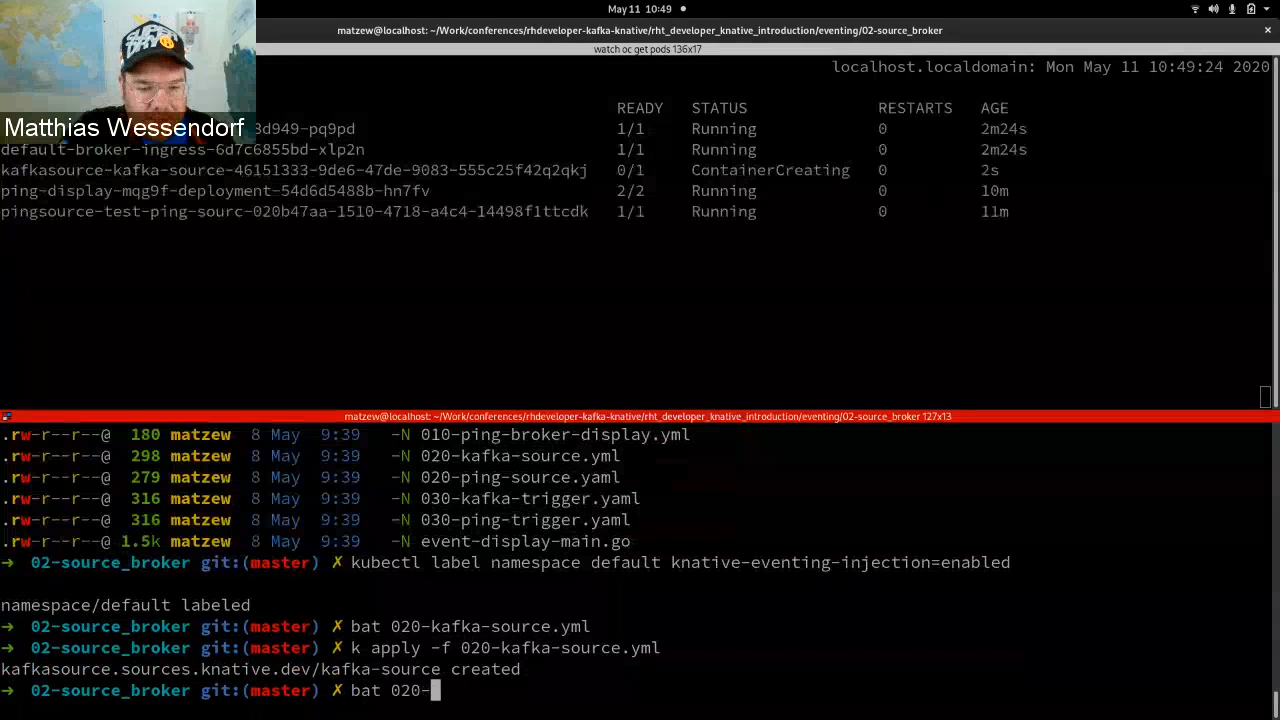 May 11 10:49
matzew@localhost: ~/Work/conferences/rhdeveloper-kafka-knative/rht_developer_knative_introduction/eventing/02-source_broker
watch oc get pods 136x17
localhost.localdomain: Mon May 11 10:49:24 2020
READY STATUS RESTARTS AGE
Matthias Wessendorf
8d949-pq9pd 1/1 Running 0 2m24s
default-broker-ingress-6d7c6855bd-xlp2n 1/1 Running 0 2m24s
kafkasource-kafka-source-46151333-9de6-47de-9083-555c25f42q2qkj 0/1 ContainerCreating 0 2s
ping-display-mqg9f-deployment-54d6d5488b-hn7fv 2/2 Running 0 10m
pingsource-test-ping-sourc-020b47aa-1510-4718-a4c4-14498f1ttcdk 1/1 Running 0 11m
matzew@localhost: ~/Work/conferences/rhdeveloper-kafka-knative/rht_developer_knative_introduction/eventing/02-source_broker 127x13
.rw-r--r--@ 180 matzew 8 May 9:39 -N 010-ping-broker-display.yml
.rw-r--r--@ 298 matzew 8 May 9:39 -N 020-kafka-source.yml
.rw-r--r--@ 279 matzew 8 May 9:39 -N 020-ping-source.yaml
.rw-r--r--@ 316 matzew 8 May 9:39 -N 030-kafka-trigger.yaml
.rw-r--r--@ 316 matzew 8 May 9:39 -N 030-ping-trigger.yaml
.rw-r--r--@ 1.5k matzew 8 May 9:39 -N event-display-main.go
→ 02-source_broker git:(master) ✗ kubectl label namespace default knative-eventing-injection=enabled
namespace/default labeled
→ 02-source_broker git:(master) ✗ bat 020-kafka-source.yml
→ 02-source_broker git:(master) ✗ k apply -f 020-kafka-source.yml
kafkasource.sources.knative.dev/kafka-source created
→ 02-source_broker git:(master) ✗ bat 020-